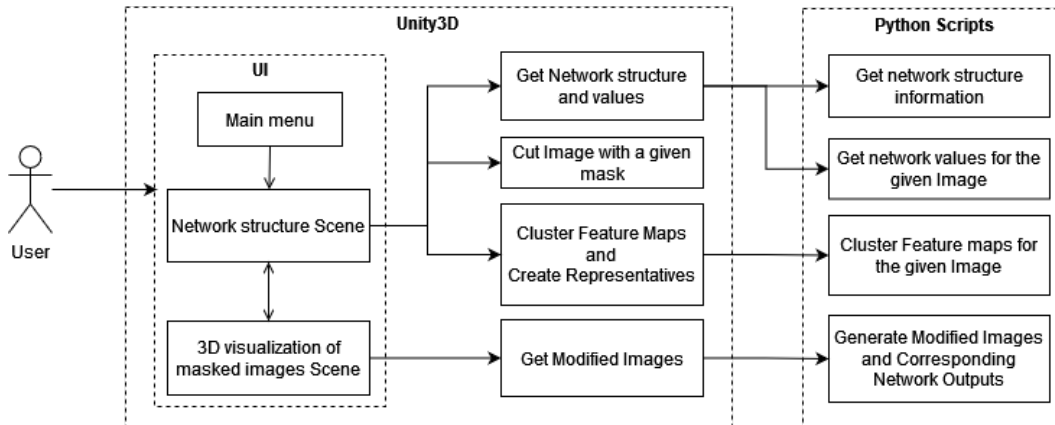 Unity3D
Python Scripts
UI
Main menu
Network structure Scene
3D visualization of
masked images Scene
User
Get Network structure
and values
Cut Image with a given
mask
Cluster Feature Maps
and
Create Representatives
Get Modified Images
Get network structure
information
Get network values for the
given Image
Cluster Feature maps for
the given Image
Generate Modified Images
and Corresponding
Network Outputs